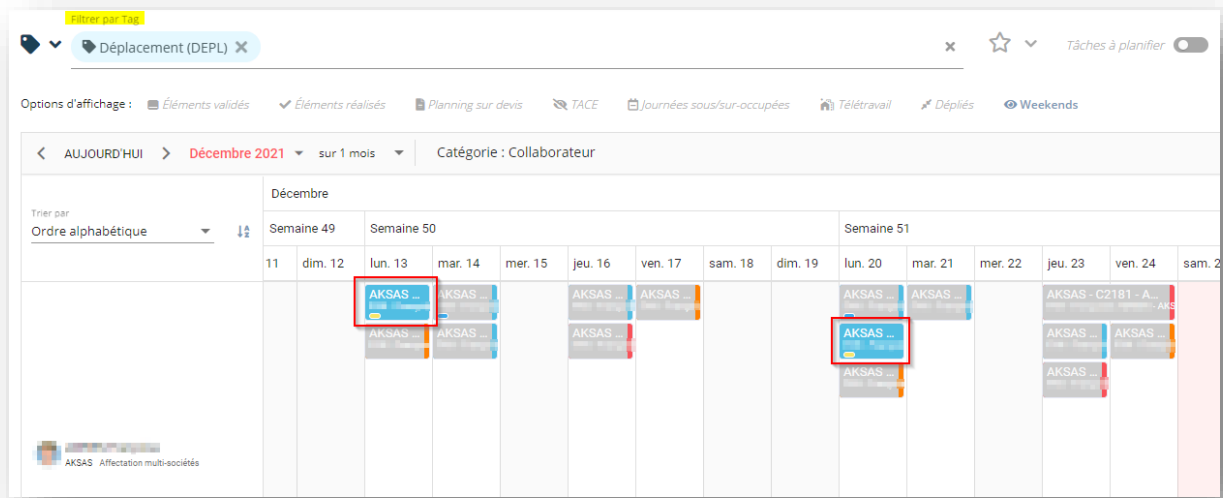 Filtrer par Tag
Déplacement (DEPL)
Tâches à planifier
Options d'affichage : Éléments validés Éléments réalisés Planning sur devis TACE Journées sous/sur-occupées Télétravail Dépliés Weekends
AUJOURD'HUI Décembre 2021 sur 1 mois Catégorie : Collaborateur
Décembre
Trier par
Ordre alphabétique
Semaine 49 Semaine 50 Semaine 51
11 dim. 12 lun. 13 mar. 14 mer. 15 jeu. 16 ven. 17 sam. 18 dim. 19 lun. 20 mar. 21 mer. 22 jeu. 23 ven. 24 sam. 2
AKSAS ... AKSAS ... AKSAS ... AKSAS ... AKSAS ... AKSAS ... AKSAS - C2181 - A...
AKS
AKSAS ... AKSAS ... AKSAS ... AKSAS ... AKSAS ... AKSAS ...
AKSAS ... AKSAS ...
AKSAS Affectation multi-sociétés